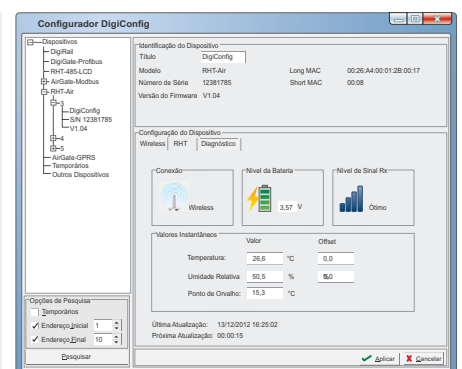 Configurador DigiConfig
Dispositivos
DigiRail
DigiGate-Profibus
RHT-485-LCD
AirGate-Modbus
RHT-Air
3
DigiConfig
S/N 12381785
V1.04
4
5
AirGate-GPRS
Temporários
Outros Dispositivos
Opções de Pesquisa
Temporários
Endereço Inicial 1
Endereço Final 10
Pesquisar
Identificação do Dispositivo
Título DigiConfig
Modelo RHT-Air Long MAC 00:26:A4:00:01:2B:00:17
Número de Série 12381785 Short MAC 00:08
Versão do Firmware V1.04
Configuração do Dispositivo
Wireless RHT Diagnóstico
Conexão Nível da Bateria Nível de Sinal Rx
Wireless 3,57 V Ótimo
Valores Instantâneos
Valor Offset
Temperatura: 26,6 °C 0,0
Umidade Relativa 50,5 % %0,0
Ponto de Orvalho: 15,3 °C
Última Atualização: 13/12/2012 16:25:02
Próxima Atualização: 00:00:15
Aplicar Cancelar